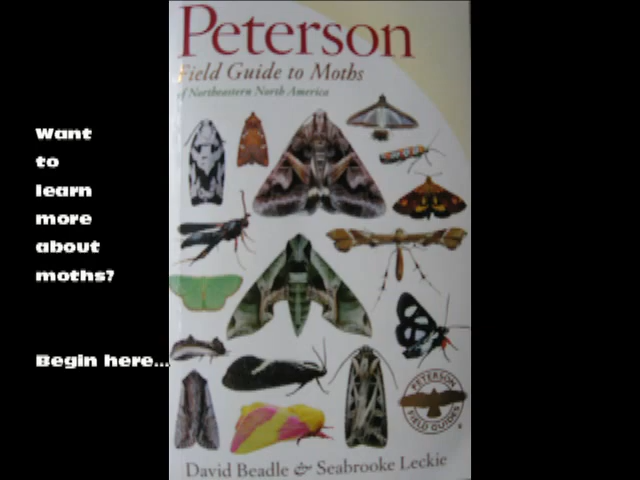 Want
to
learn
more
about
moths?
Begin here...
Peterson
Field Guide to Moths
of Northeastern North America
PETERSON
FIELD GUIDES
David Beadle & Seabrooke Leckie